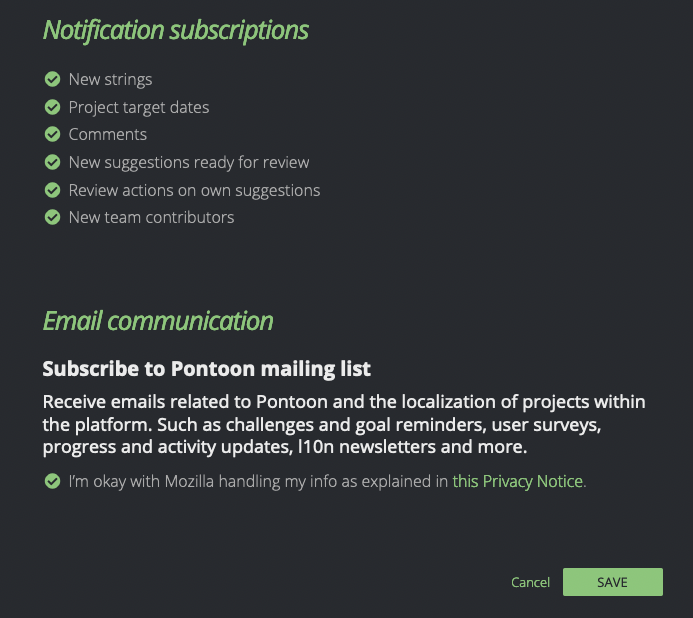 Notification subscriptions
New strings
Project target dates
Comments
New suggestions ready for review
Review actions on own suggestions
New team contributors
Email communication
Subscribe to Pontoon mailing list
Receive emails related to Pontoon and the localization of projects within
the platform. Such as challenges and goal reminders, user surveys,
progress and activity updates, l10n newsletters and more.
I’m okay with Mozilla handling my info as explained in this Privacy Notice.
Cancel SAVE